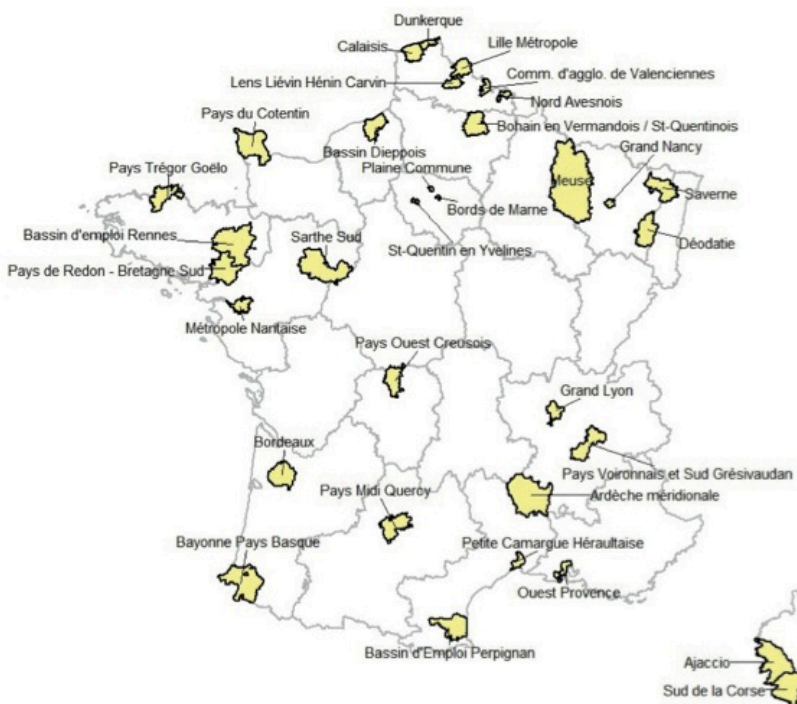 Dunkerque
Calaisis
Lille Métropole
Lens Liévin Hénin Carvin
Comm. d'agglo. de Valenciennes
Nord Avesnois
Pays du Cotentin
Bohain en Vermandois / St-Quentinois
Bassin Dieppois
Grand Nancy
Plaine Commune
Pays Trégor Goëlo
Meuse
Saverne
Bords de Marne
Bassin d'emploi Rennes
Sarthe Sud
St-Quentin en Yvelines
Déodatie
Pays de Redon - Bretagne Sud
Métropole Nantaise
Pays Ouest Creusois
Grand Lyon
Bordeaux
Pays Voironnais et Sud Grésivaudan
Pays Midi Quercy
Ardèche méridionale
Bayonne Pays Basque
Petite Camargue Héraultaise
Ouest Provence
Bassin d'Emploi Perpignan
Ajaccio
Sud de la Corse